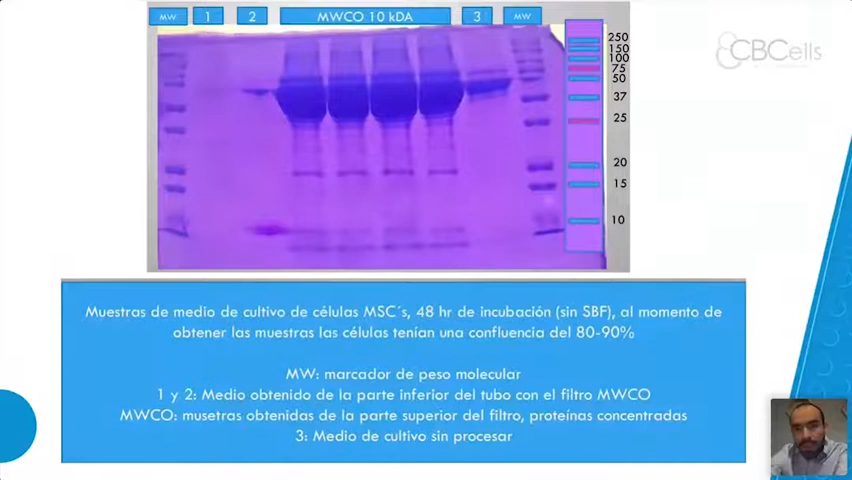 MW 1 2 MWCO 10 kDA 3 MW
CBCells
250
150
100
75
50
37
25
20
15
10
Muestras de medio de cultivo de células MSC´s, 48 hr de incubación (sin SBF), al momento de
obtener las muestras las células tenían una confluencia del 80-90%
MW: marcador de peso molecular
1 y 2: Medio obtenido de la parte inferior del tubo con el filtro MWCO
MWCO: musetras obtenidas de la parte superior del filtro, proteínas concentradas
3: Medio de cultivo sin procesar